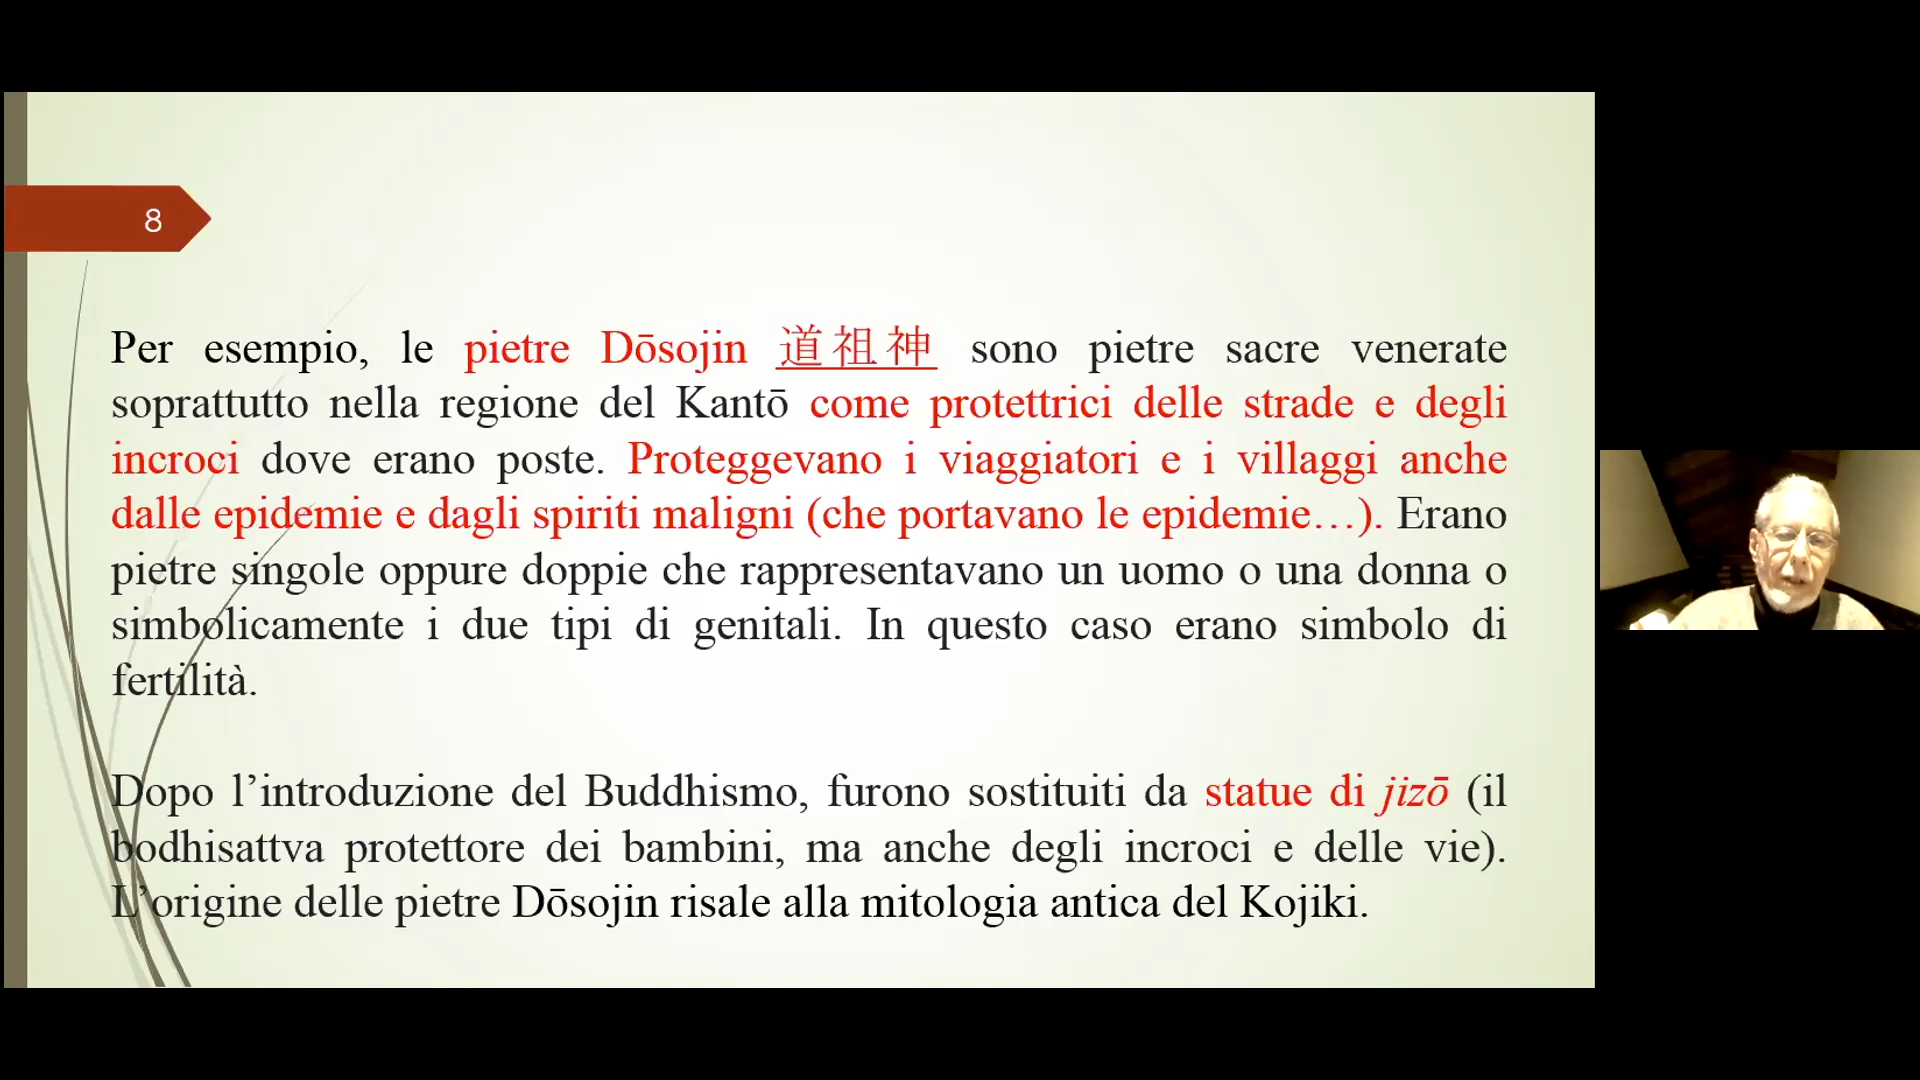 8
Per esempio, le pietre Dōsojin 道祖神 sono pietre sacre venerate
soprattutto nella regione del Kantō come protettrici delle strade e degli
incroci dove erano poste. Proteggevano i viaggiatori e i villaggi anche
dalle epidemie e dagli spiriti maligni (che portavano le epidemie…). Erano
pietre singole oppure doppie che rappresentavano un uomo o una donna o
simbolicamente i due tipi di genitali. In questo caso erano simbolo di
fertilità.
Dopo l’introduzione del Buddhismo, furono sostituiti da statue di jizō (il
bodhisattva protettore dei bambini, ma anche degli incroci e delle vie).
L’origine delle pietre Dōsojin risale alla mitologia antica del Kojiki.